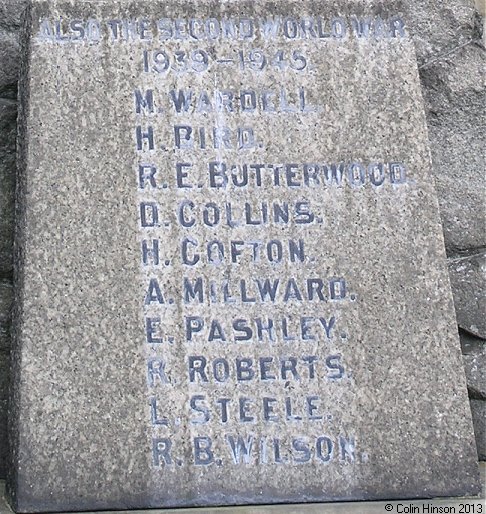 ALSO THE SECOND WORLD WAR
1939-1945.
M. WARDELL.
H. BIRD.
R. E. BUTTERWOOD.
D. COLLINS.
H. COFTON.
A. MILLWARD.
E. PASHLEY.
R. ROBERTS.
L. STEELE.
R. B. WILSON.
© Colin Hinson 2013